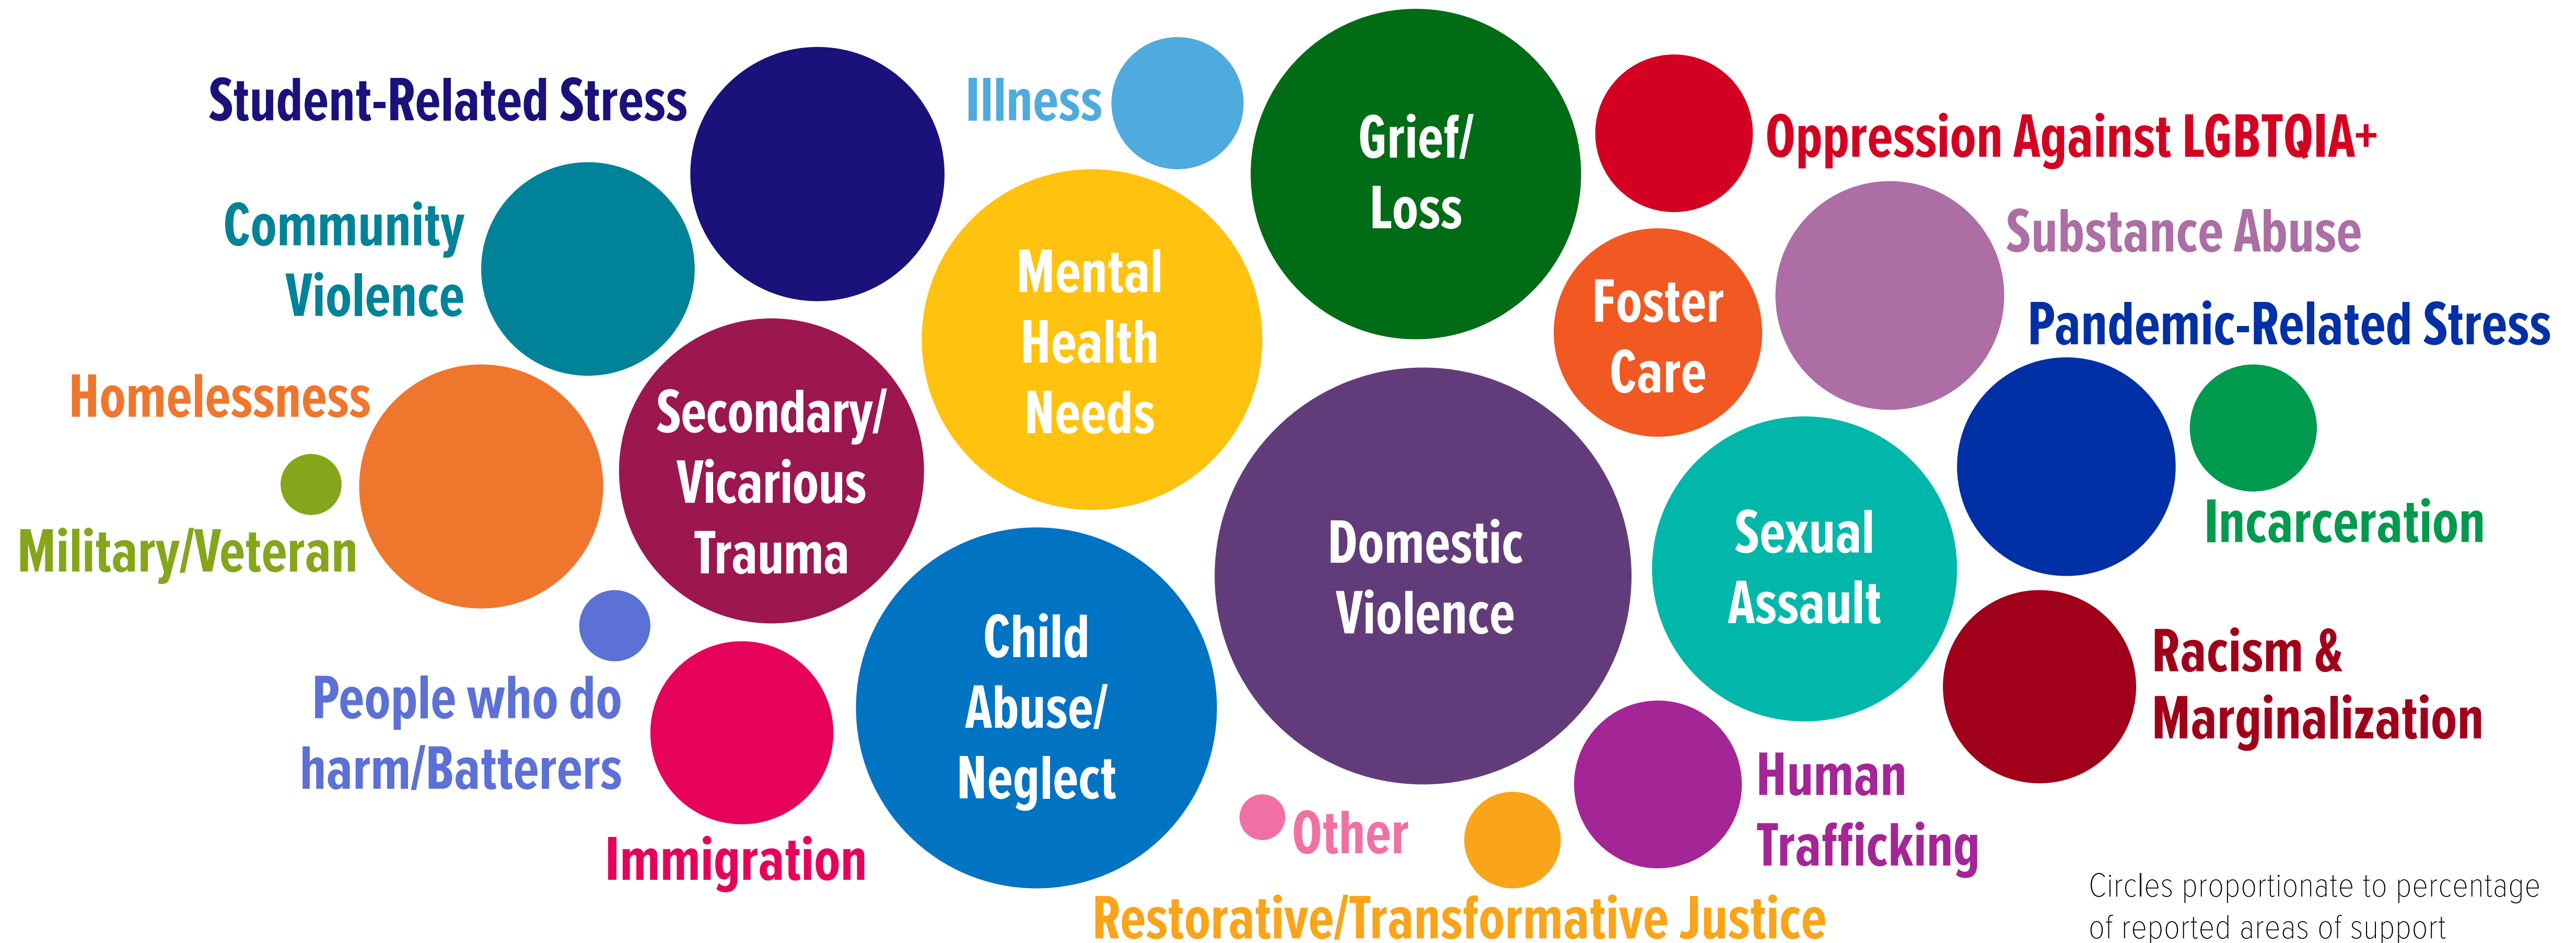 Student-Related Stress
Illness
Grief/
Loss
Oppression Against LGBTQIA+
Community
Violence
Mental
Health
Needs
Foster
Care
Substance Abuse
Pandemic-Related Stress
Homelessness
Secondary/
Vicarious
Trauma
Military/Veteran
Domestic
Violence
Sexual
Assault
Incarceration
People who do
harm/Batterers
Child
Abuse/
Neglect
Racism &
Marginalization
Immigration
Other
Human
Trafficking
Restorative/Transformative Justice
Circles proportionate to percentage
of reported areas of support